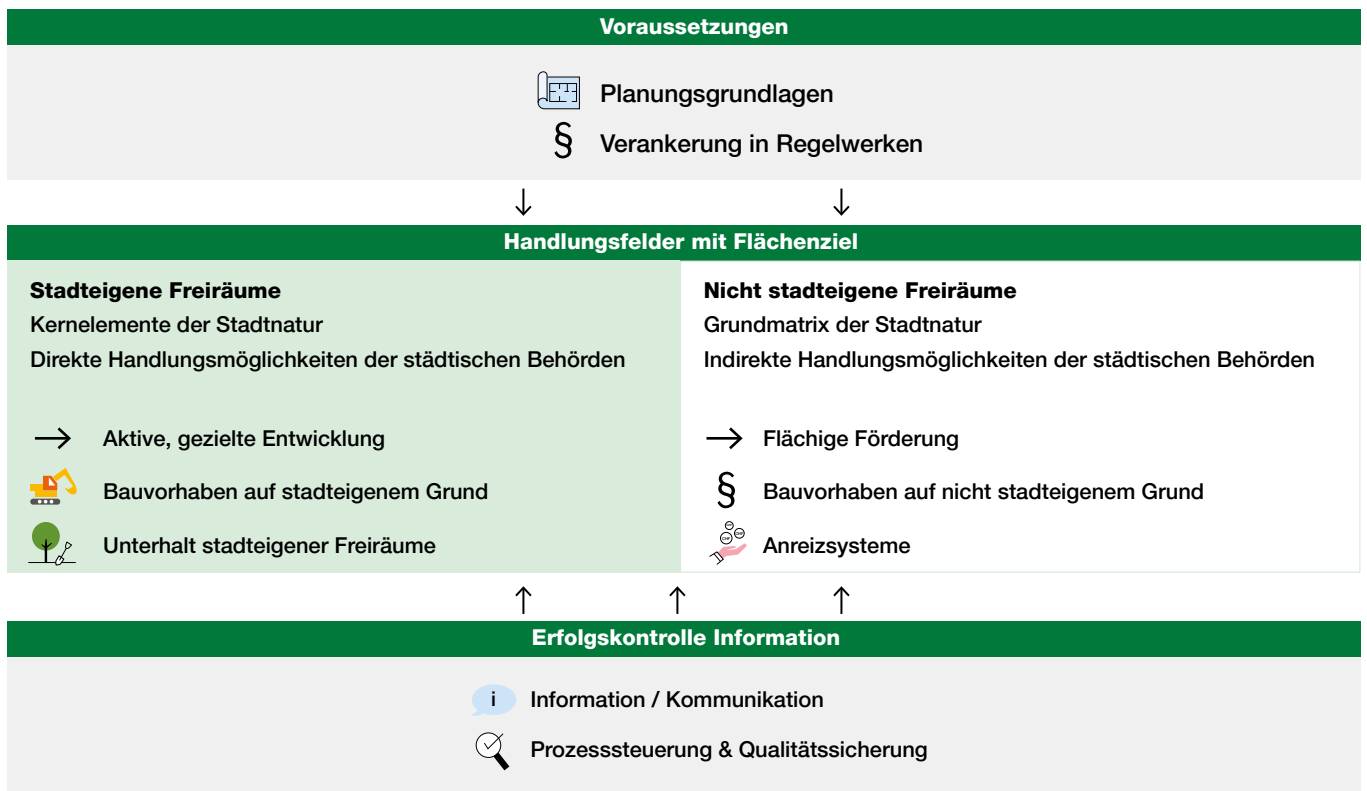 Voraussetzungen
Planungsgrundlagen
§ Verankerung in Regelwerken
Handlungsfelder mit Flächenziel
Stadteigene Freiräume
Kernelemente der Stadtnatur
Direkte Handlungsmöglichkeiten der städtischen Behörden
→ Aktive, gezielte Entwicklung
Bauvorhaben auf stadteigenem Grund
Unterhalt stadteigener Freiräume
Nicht stadteigene Freiräume
Grundmatrix der Stadtnatur
Indirekte Handlungsmöglichkeiten der städtischen Behörden
→ Flächige Förderung
§ Bauvorhaben auf nicht stadteigenem Grund
Anreizsysteme
Erfolgskontrolle Information
i Information / Kommunikation
Prozesssteuerung & Qualitätssicherung